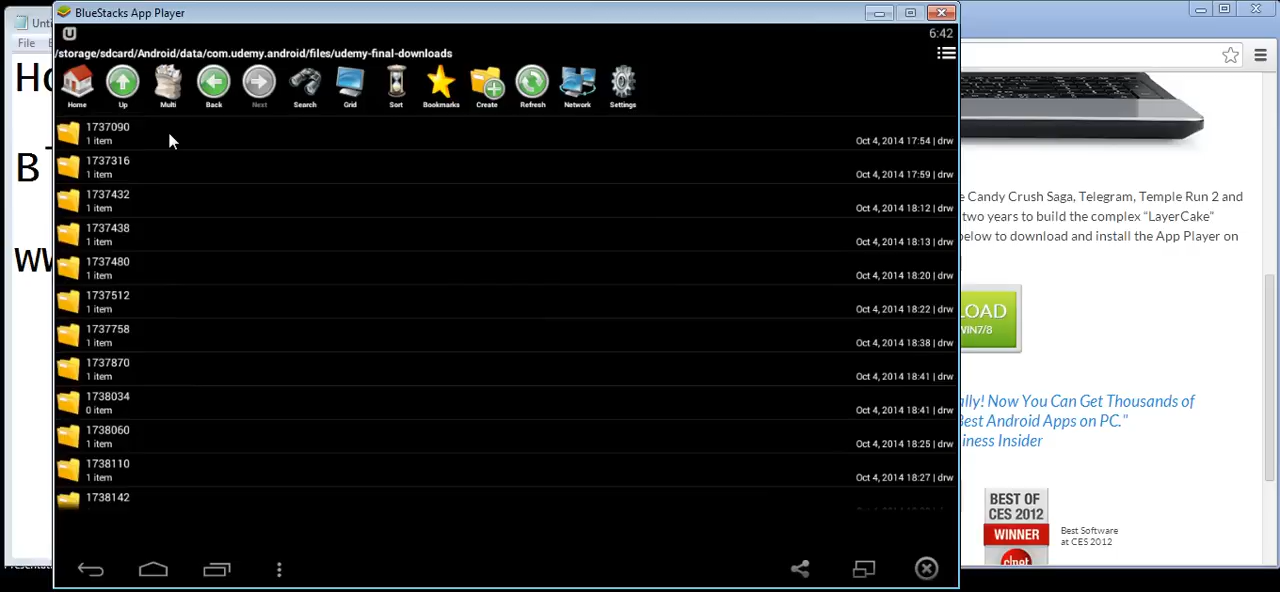 Unti
BlueStacks App Player
File
6:42
/storage/sdcard/Android/data/com.udemy.android/files/udemy-final-downloads
Home
Up
Multi
Back
Next
Search
Grid
Sort
Bookmarks
Create
Refresh
Network
Settings
1737090
1 item
Oct 4, 2014 17:54 | drw
1737316
1 item
Oct 4, 2014 17:59 | drw
1737432
1 item
Oct 4, 2014 18:12 | drw
1737438
1 item
Oct 4, 2014 18:13 | drw
1737480
1 item
Oct 4, 2014 18:20 | drw
1737512
1 item
Oct 4, 2014 18:22 | drw
1737758
1 item
Oct 4, 2014 18:38 | drw
1737870
1 item
Oct 4, 2014 18:41 | drw
1738034
0 item
Oct 4, 2014 18:41 | drw
1738060
1 item
Oct 4, 2014 18:25 | drw
1738110
1 item
Oct 4, 2014 18:27 | drw
1738142
e Candy Crush Saga, Telegram, Temple Run 2 and
two years to build the complex “LayerCake”
below to download and install the App Player on
LOAD
WIN7/8
ally! Now You Can Get Thousands of
Best Android Apps on PC."
iness Insider
BEST OF
CES 2012
WINNER
c|net
Best Software
at CES 2012